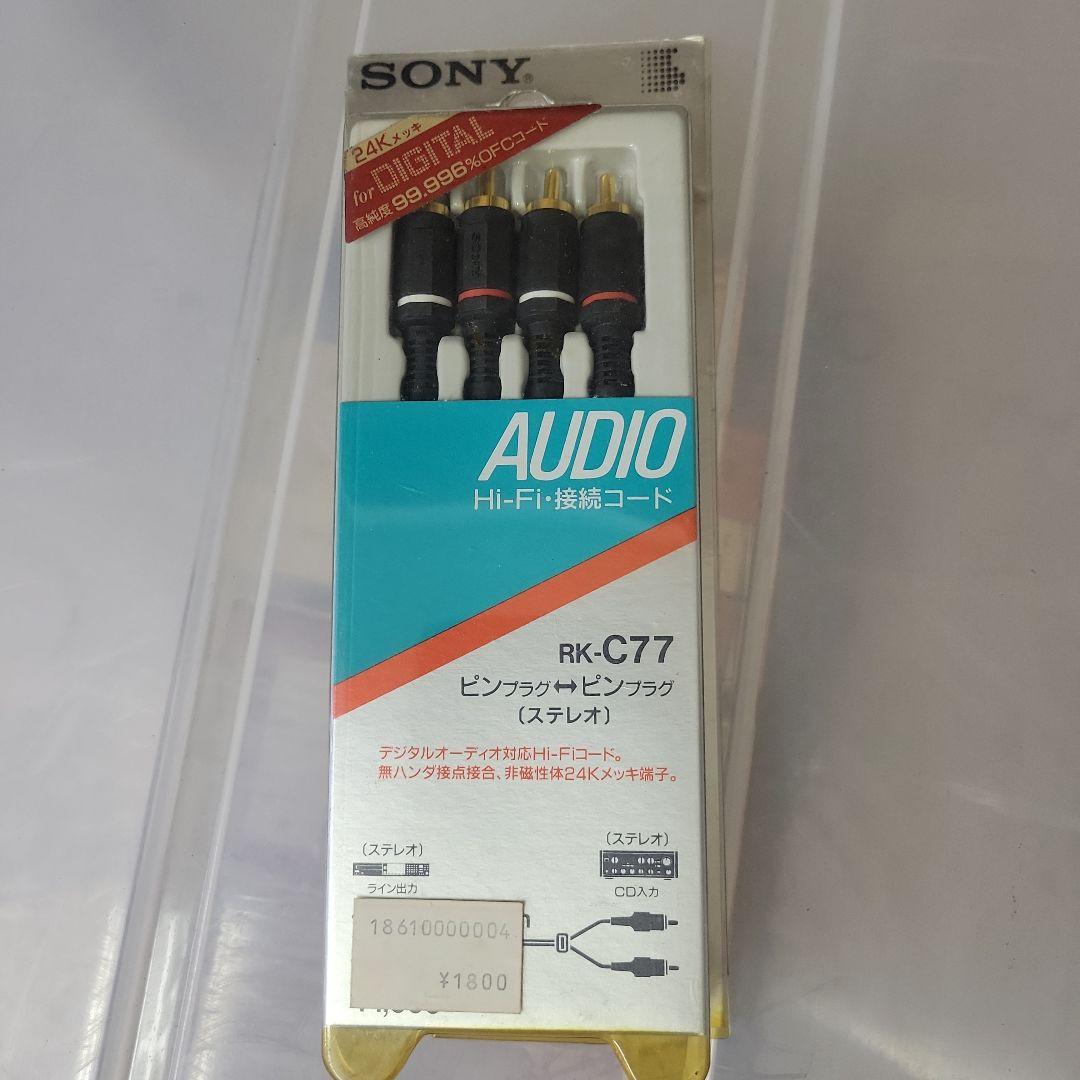 SONY®
24Kメッキ
for DIGITAL
高純度99.996%OFCコード
AUDIO
Hi-Fi・接続コード
RK-C77
ピンプラグ↔ピンプラグ
(ステレオ)
デジタルオーディオ対応Hi-Fiコード。
無ハンダ接点接合、非磁性体24Kメッキ端子。
(ステレオ)
ライン出力
(ステレオ)
CD入力
18610000004
¥1800